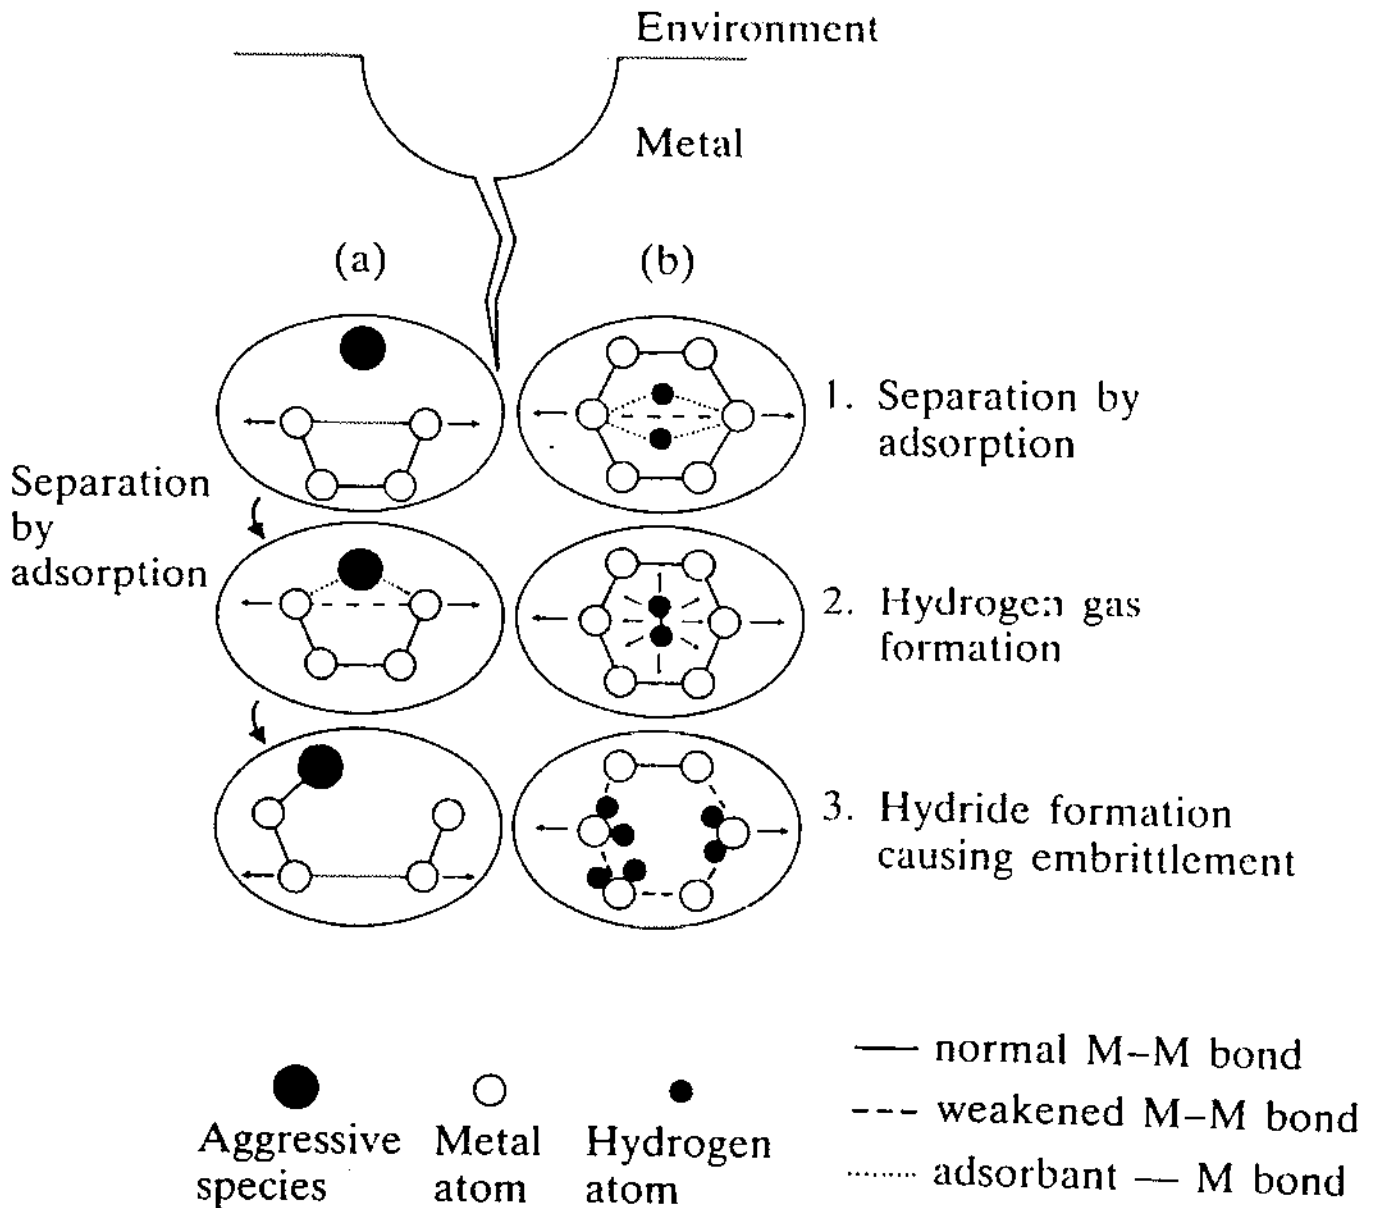 Environment
Metal
(a)
(b)
1. Separation by
adsorption
Separation
by
adsorption
2. Hydrogen gas
formation
3. Hydride formation
causing embrittlement
Aggressive
species
Metal
atom
Hydrogen
atom
normal M–M bond
weakened M–M bond
adsorbant — M bond